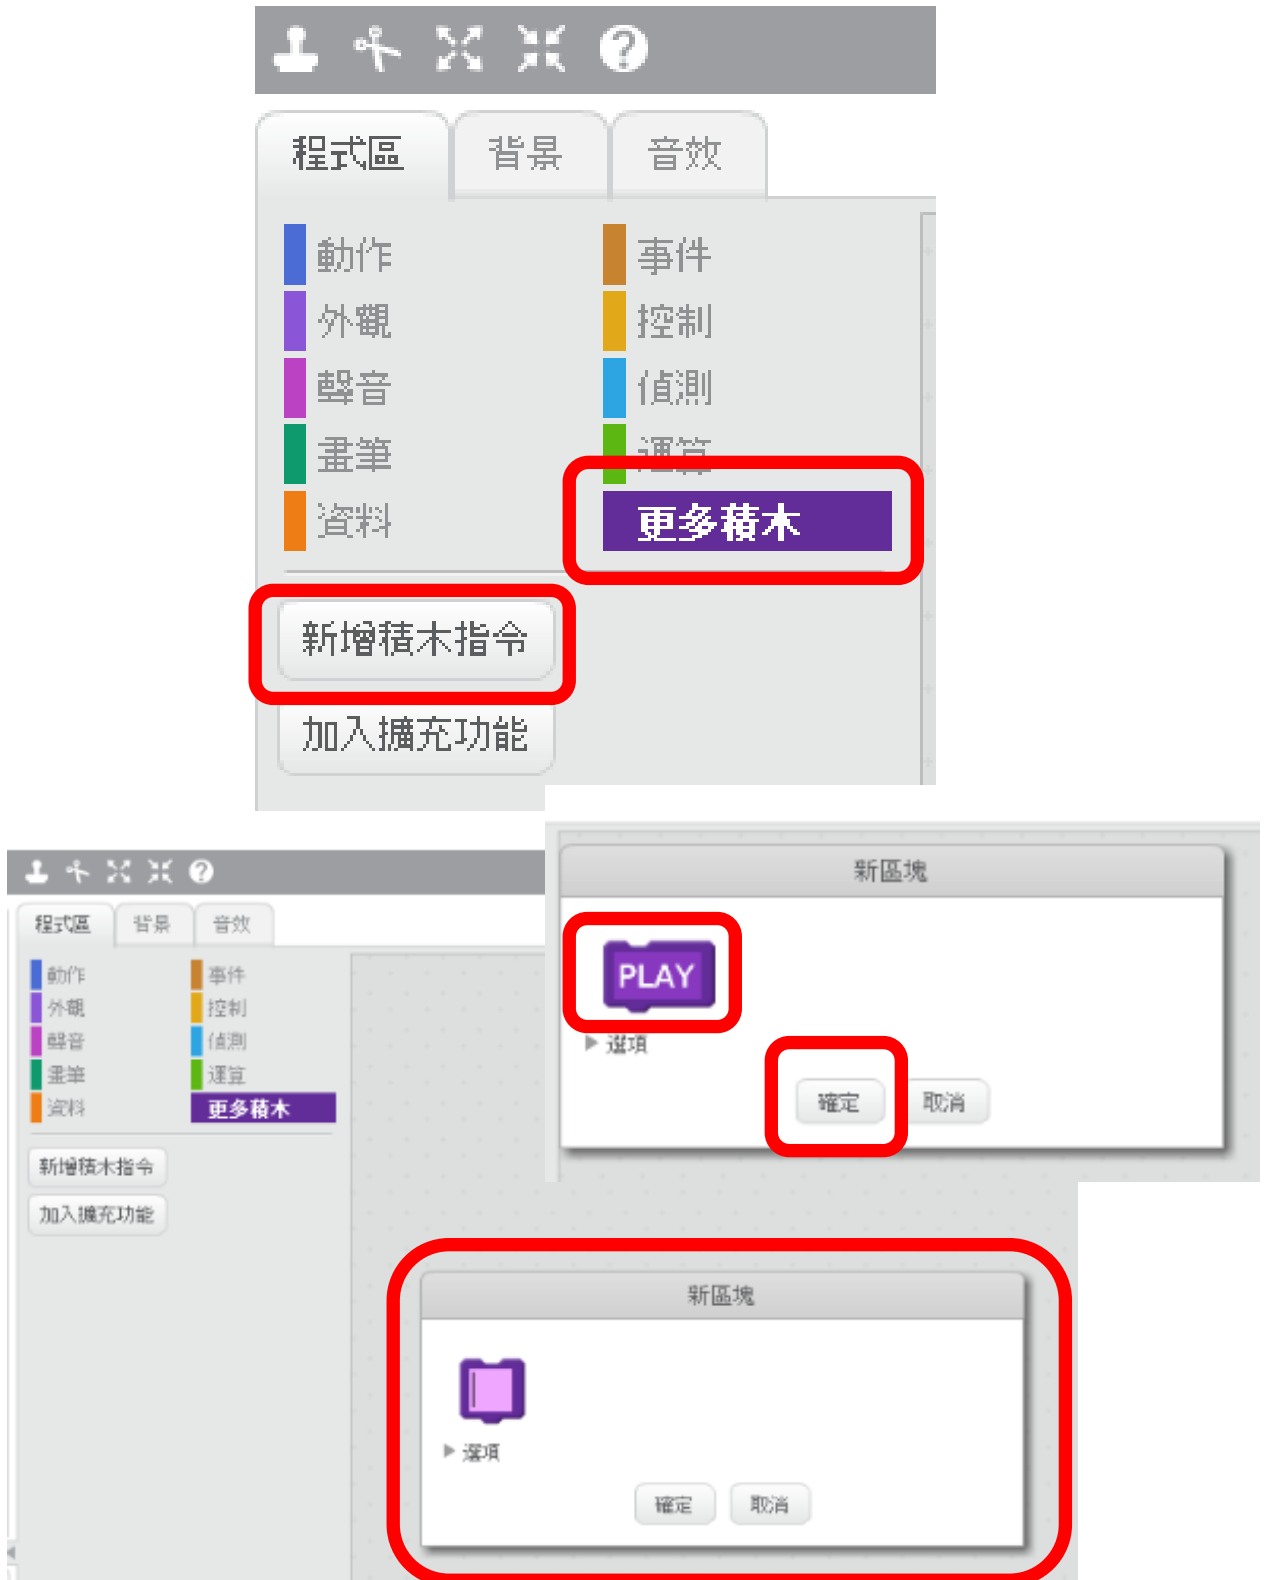 程式區 背景 音效
動作 事件
外觀 控制
聲音 偵測
畫筆 運算
資料 更多積木
新增積木指令
加入擴充功能
新區塊
PLAY
選項
確定 取消
程式區 背景 音效
動作 事件
外觀 控制
聲音 偵測
畫筆 運算
資料 更多積木
新增積木指令
加入擴充功能
新區塊
選項
確定 取消